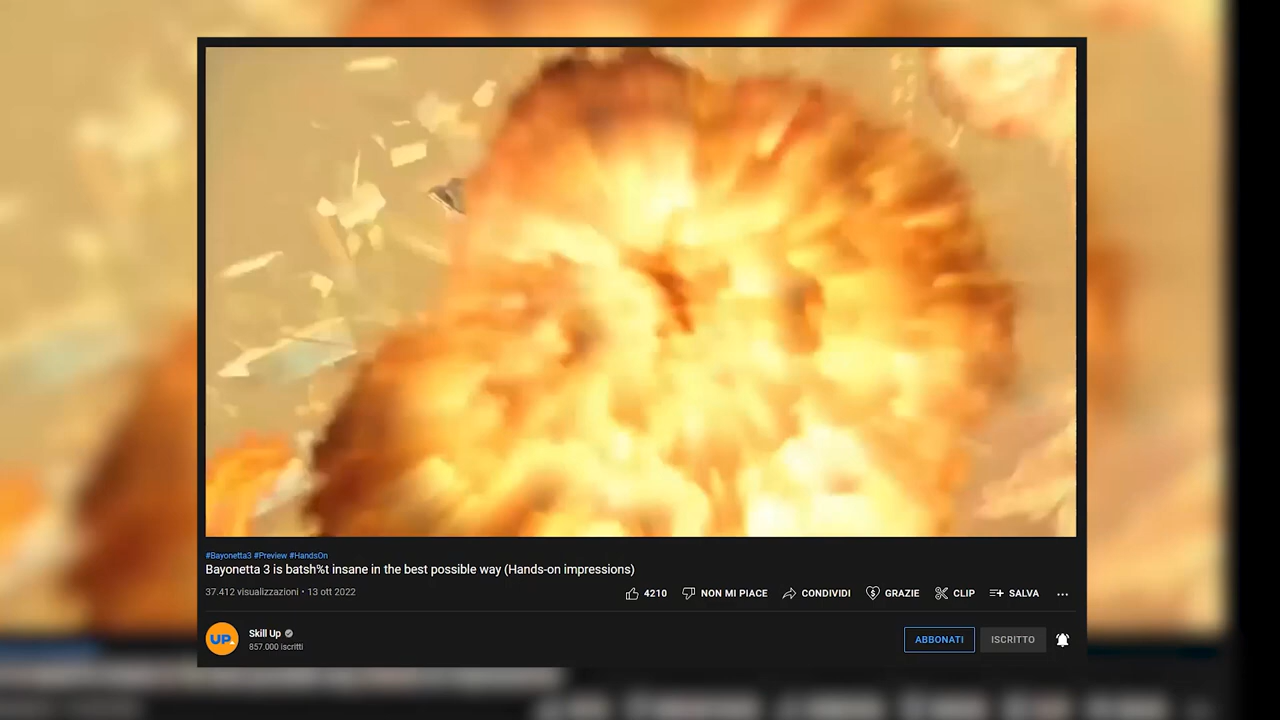 #Bayonetta3 #Preview #HandsOn
Bayonetta 3 is batsh%t insane in the best possible way (Hands-on impressions)
37.412 visualizzazioni • 13 ott 2022
4210 NON MI PIACE CONDIVIDI GRAZIE CLIP SALVA ...
UP
Skill Up
857.000 iscritti
ABBONATI ISCRITTO